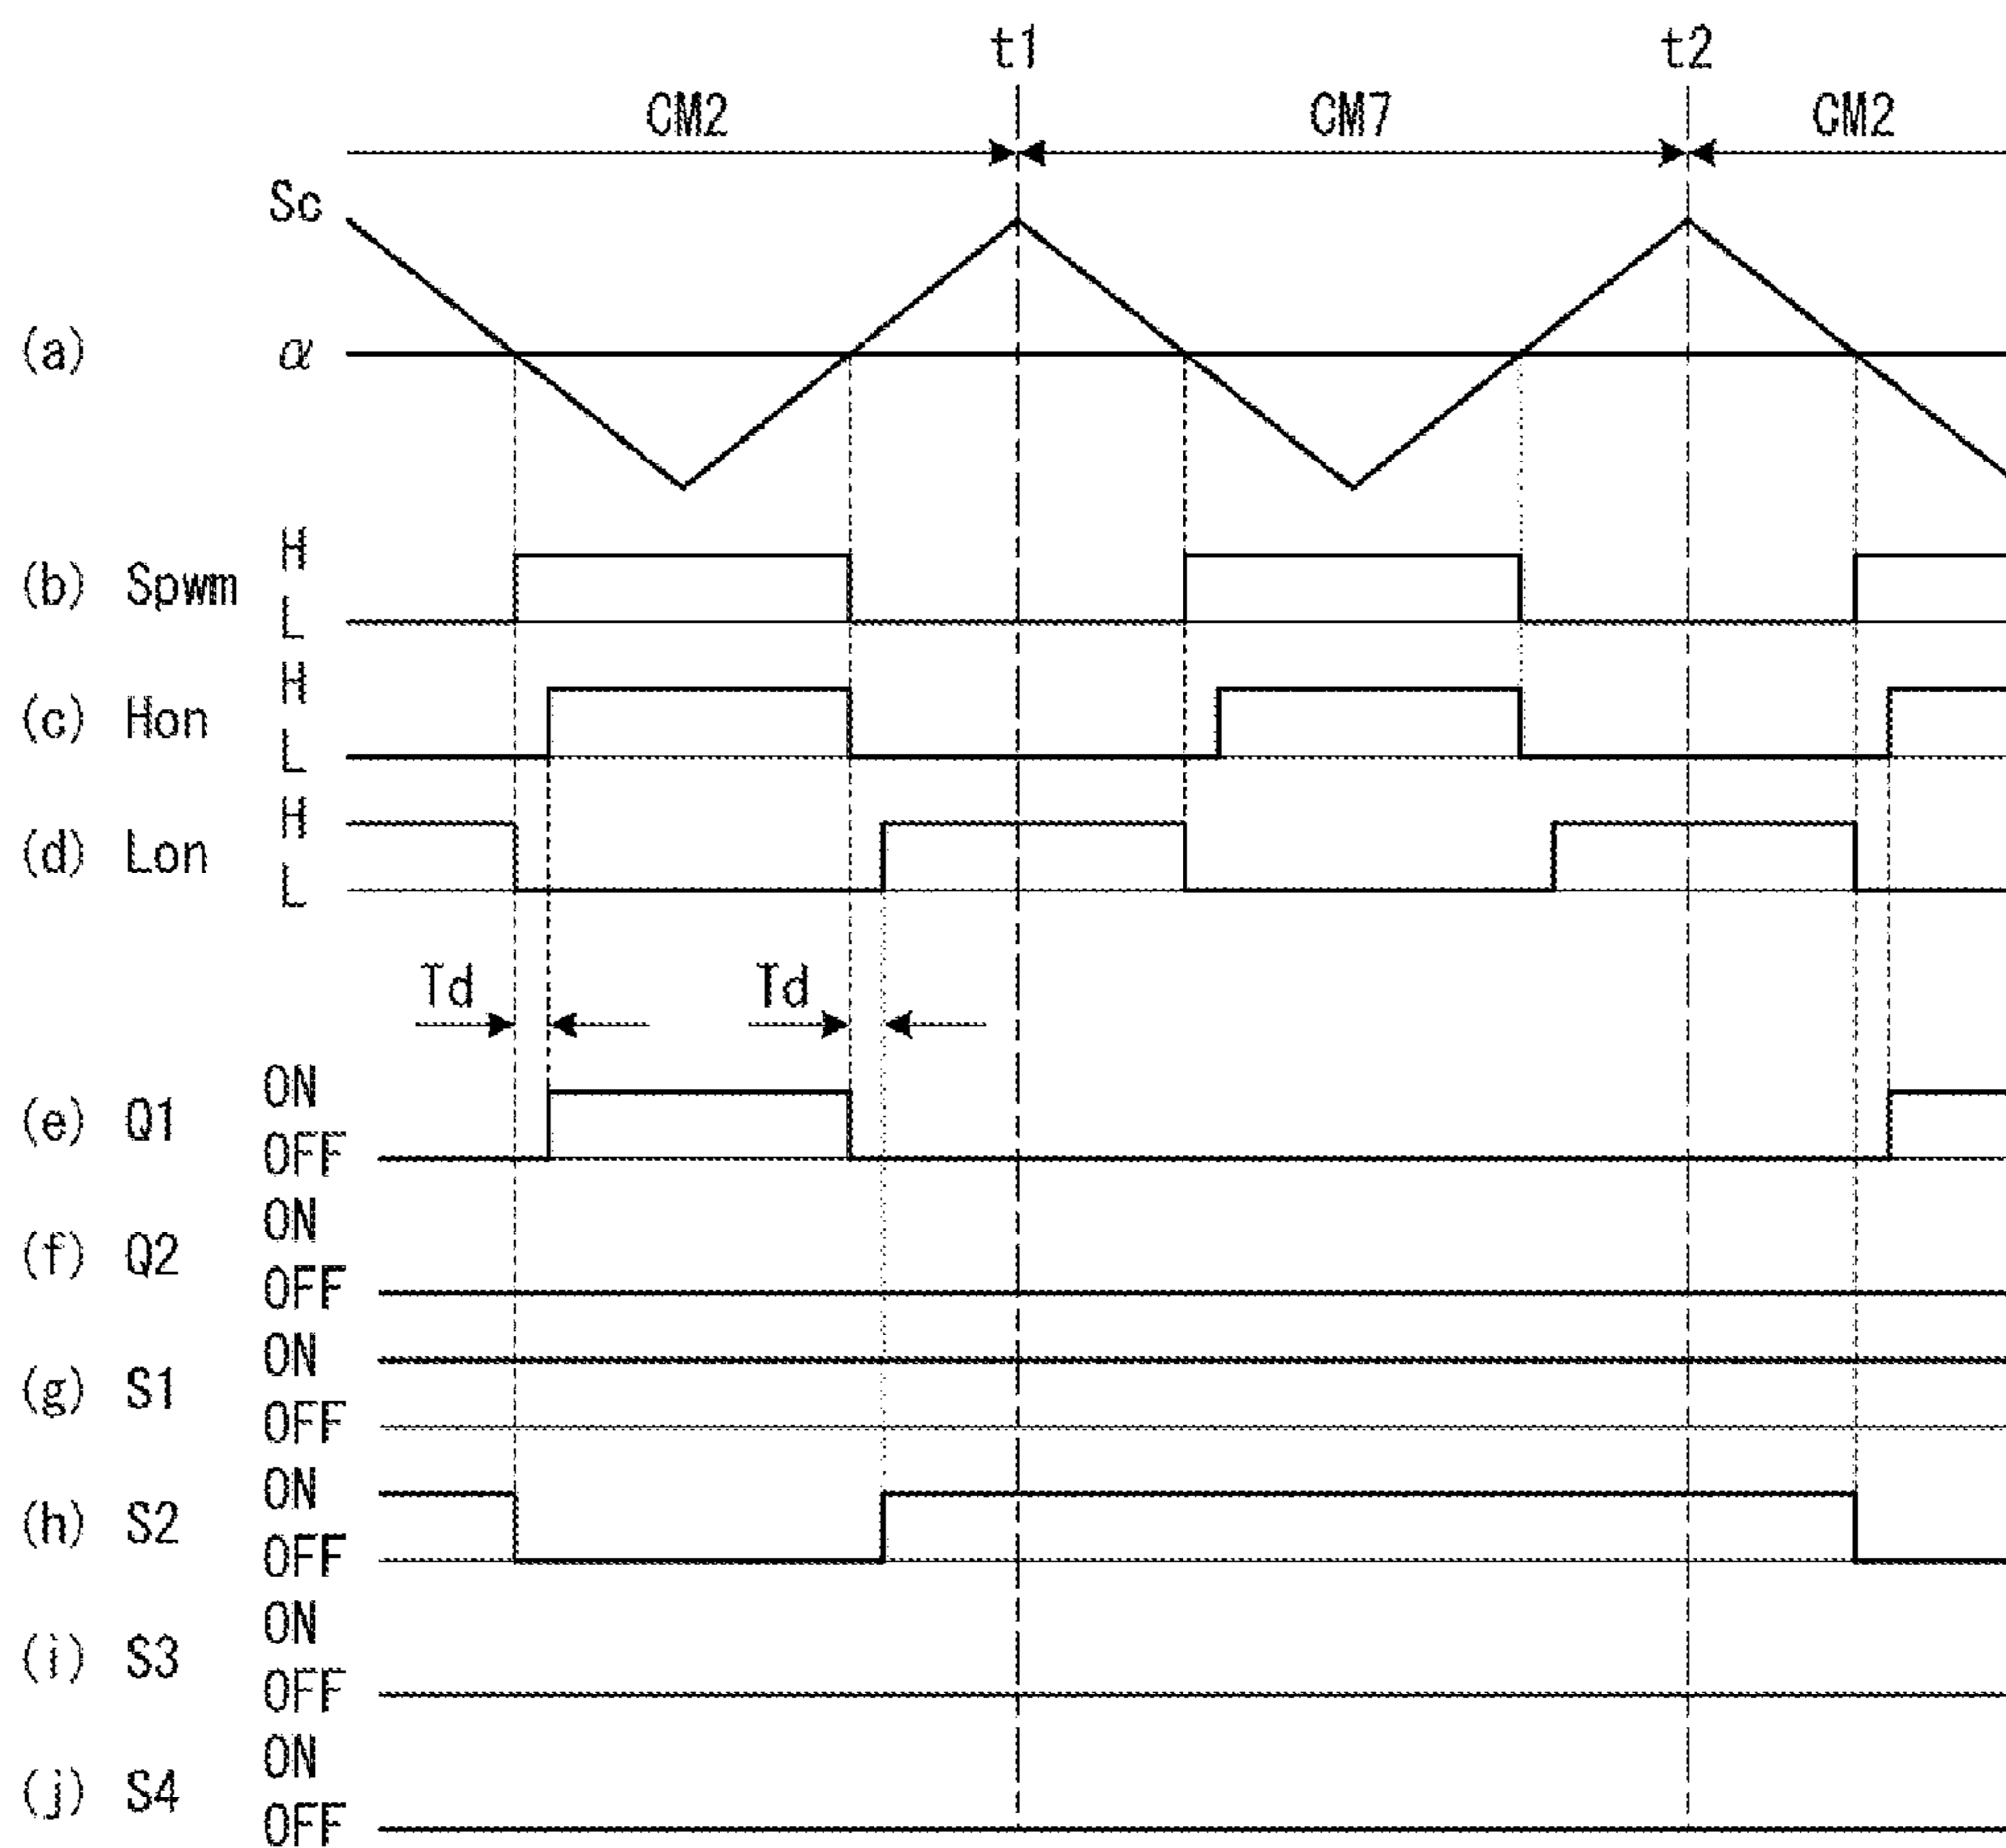 t1 t2
CM2 CM7 CM2
Sc
(a) α
H
(b) Spwm
L
H
(c) Hon
L
H
(d) Lon
L
Td Td
ON
(e) Q1
OFF
ON
(f) Q2
OFF
ON
(g) S1
OFF
ON
(h) S2
OFF
ON
(i) S3
OFF
ON
(j) S4
OFF